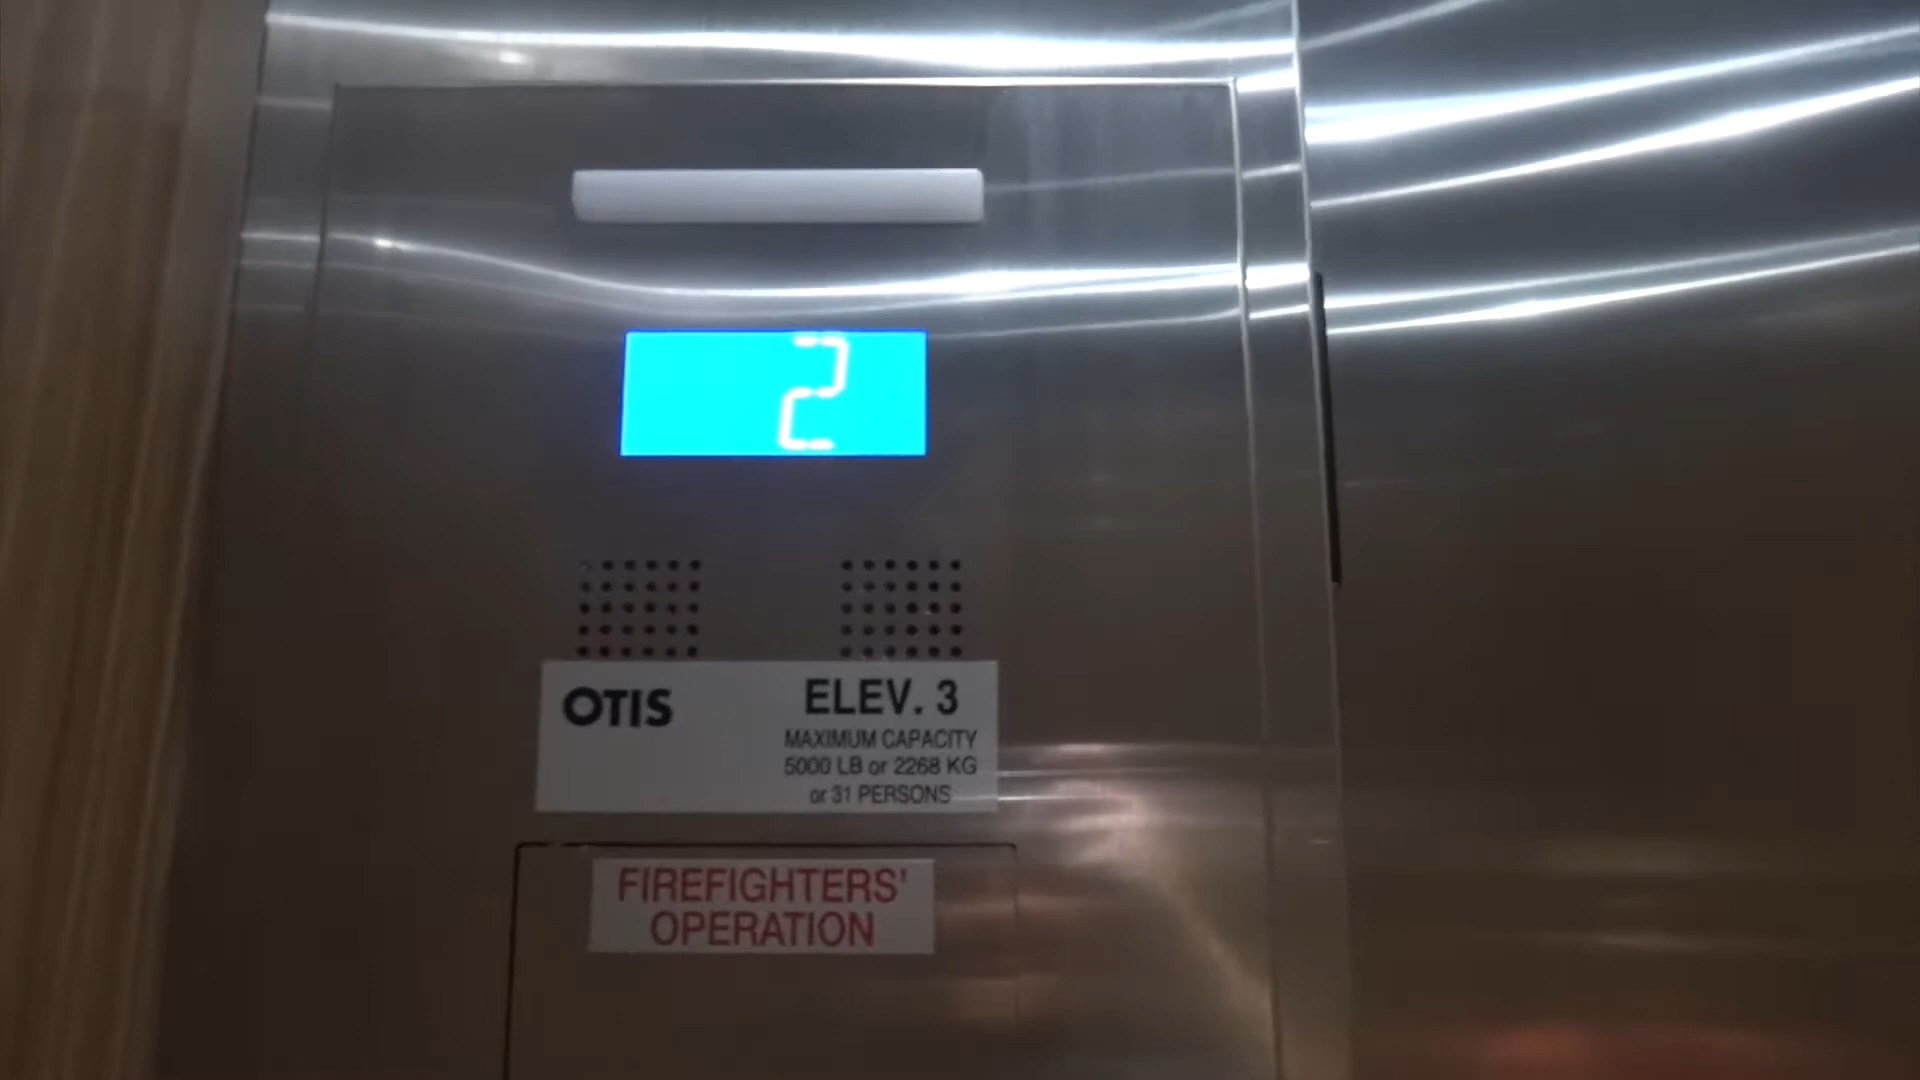 2
OTIS
ELEV. 3
MAXIMUM CAPACITY
5000 LB or 2268 KG
or 31 PERSONS
FIREFIGHTERS'
OPERATION